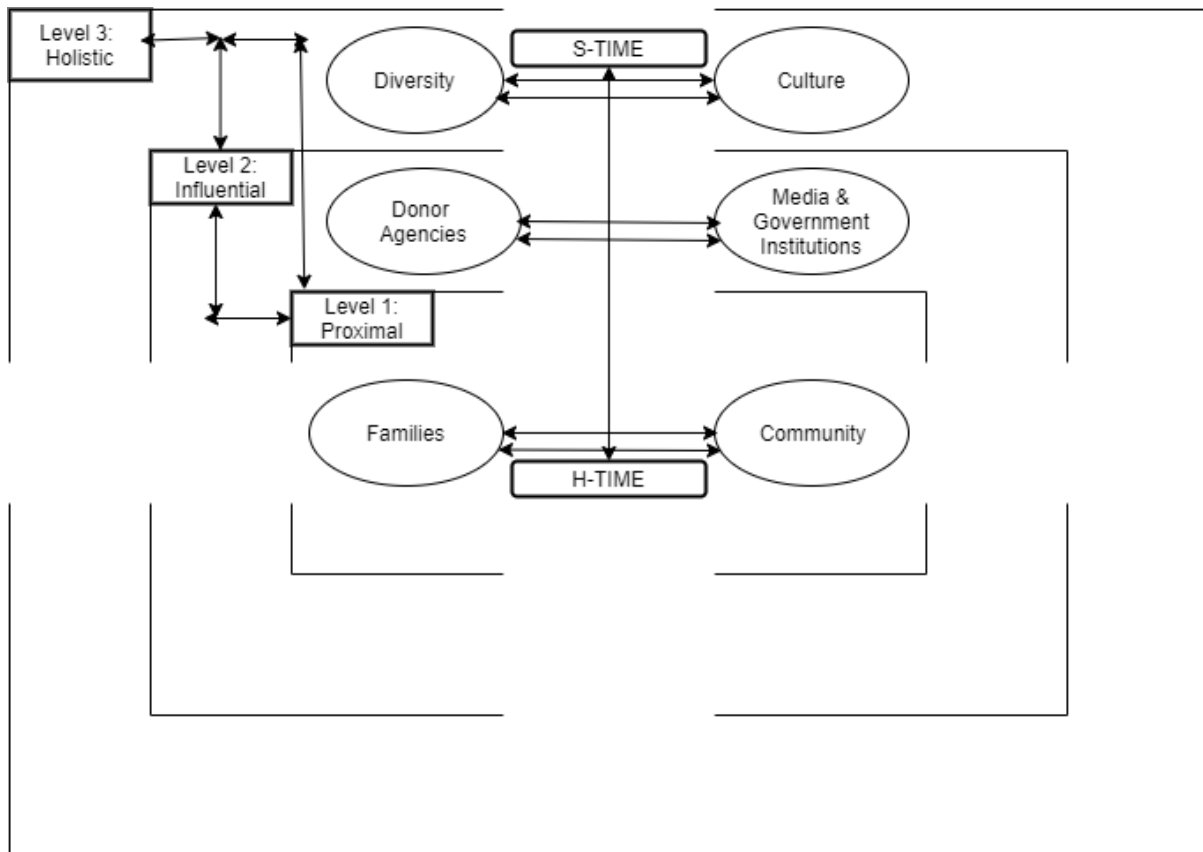 Level 3:
Holistic
S-TIME
Diversity
Culture
Level 2:
Influential
Donor
Agencies
Media &
Government
Institutions
Level 1:
Proximal
Families
Community
H-TIME